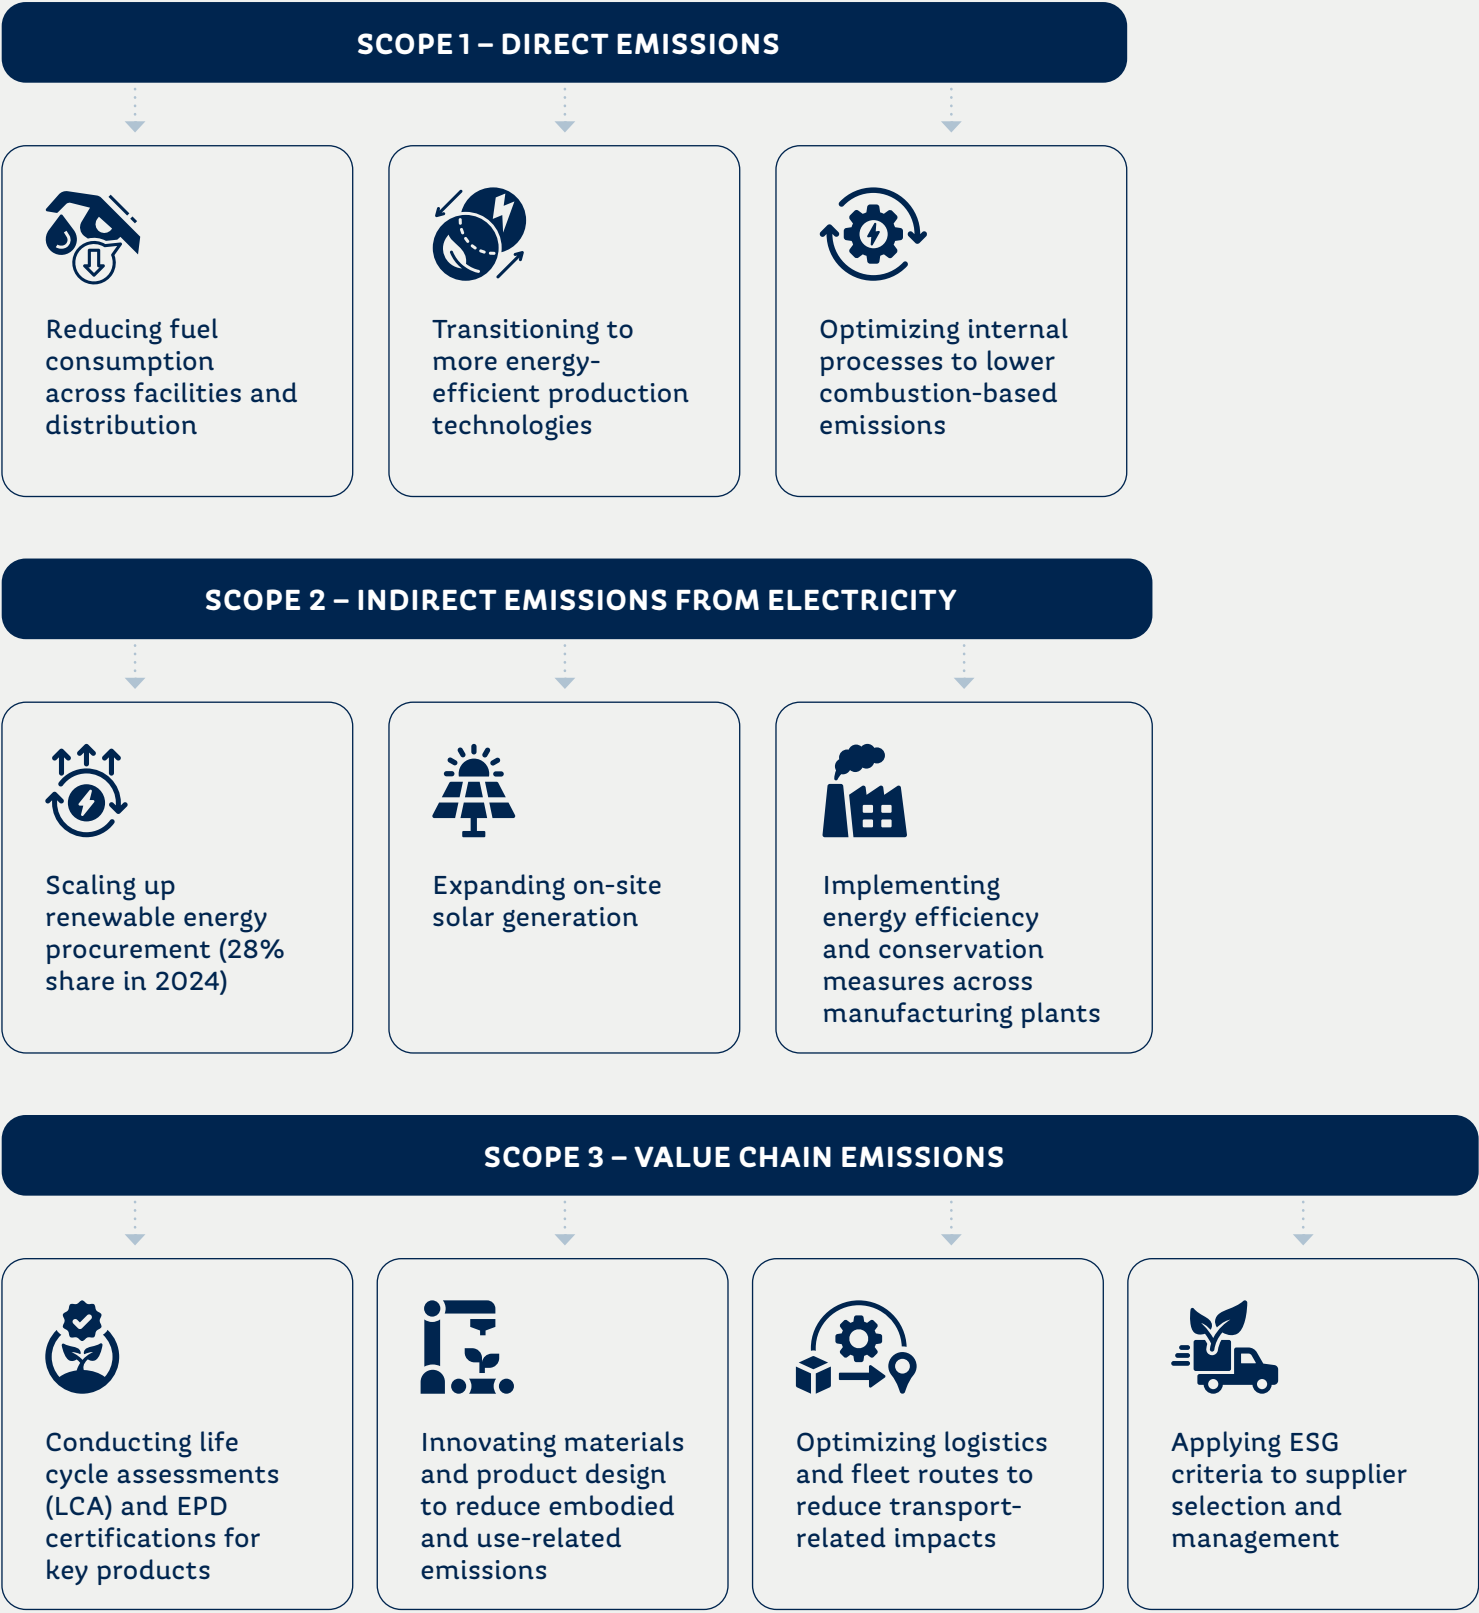 SCOPE 1 – DIRECT EMISSIONS
Reducing fuel
consumption
across facilities and
distribution
Transitioning to
more energy-
efficient production
technologies
Optimizing internal
processes to lower
combustion-based
emissions
SCOPE 2 – INDIRECT EMISSIONS FROM ELECTRICITY
Scaling up
renewable energy
procurement (28%
share in 2024)
Expanding on-site
solar generation
Implementing
energy efficiency
and conservation
measures across
manufacturing plants
SCOPE 3 – VALUE CHAIN EMISSIONS
Conducting life
cycle assessments
(LCA) and EPD
certifications for
key products
Innovating materials
and product design
to reduce embodied
and use-related
emissions
Optimizing logistics
and fleet routes to
reduce transport-
related impacts
Applying ESG
criteria to supplier
selection and
management